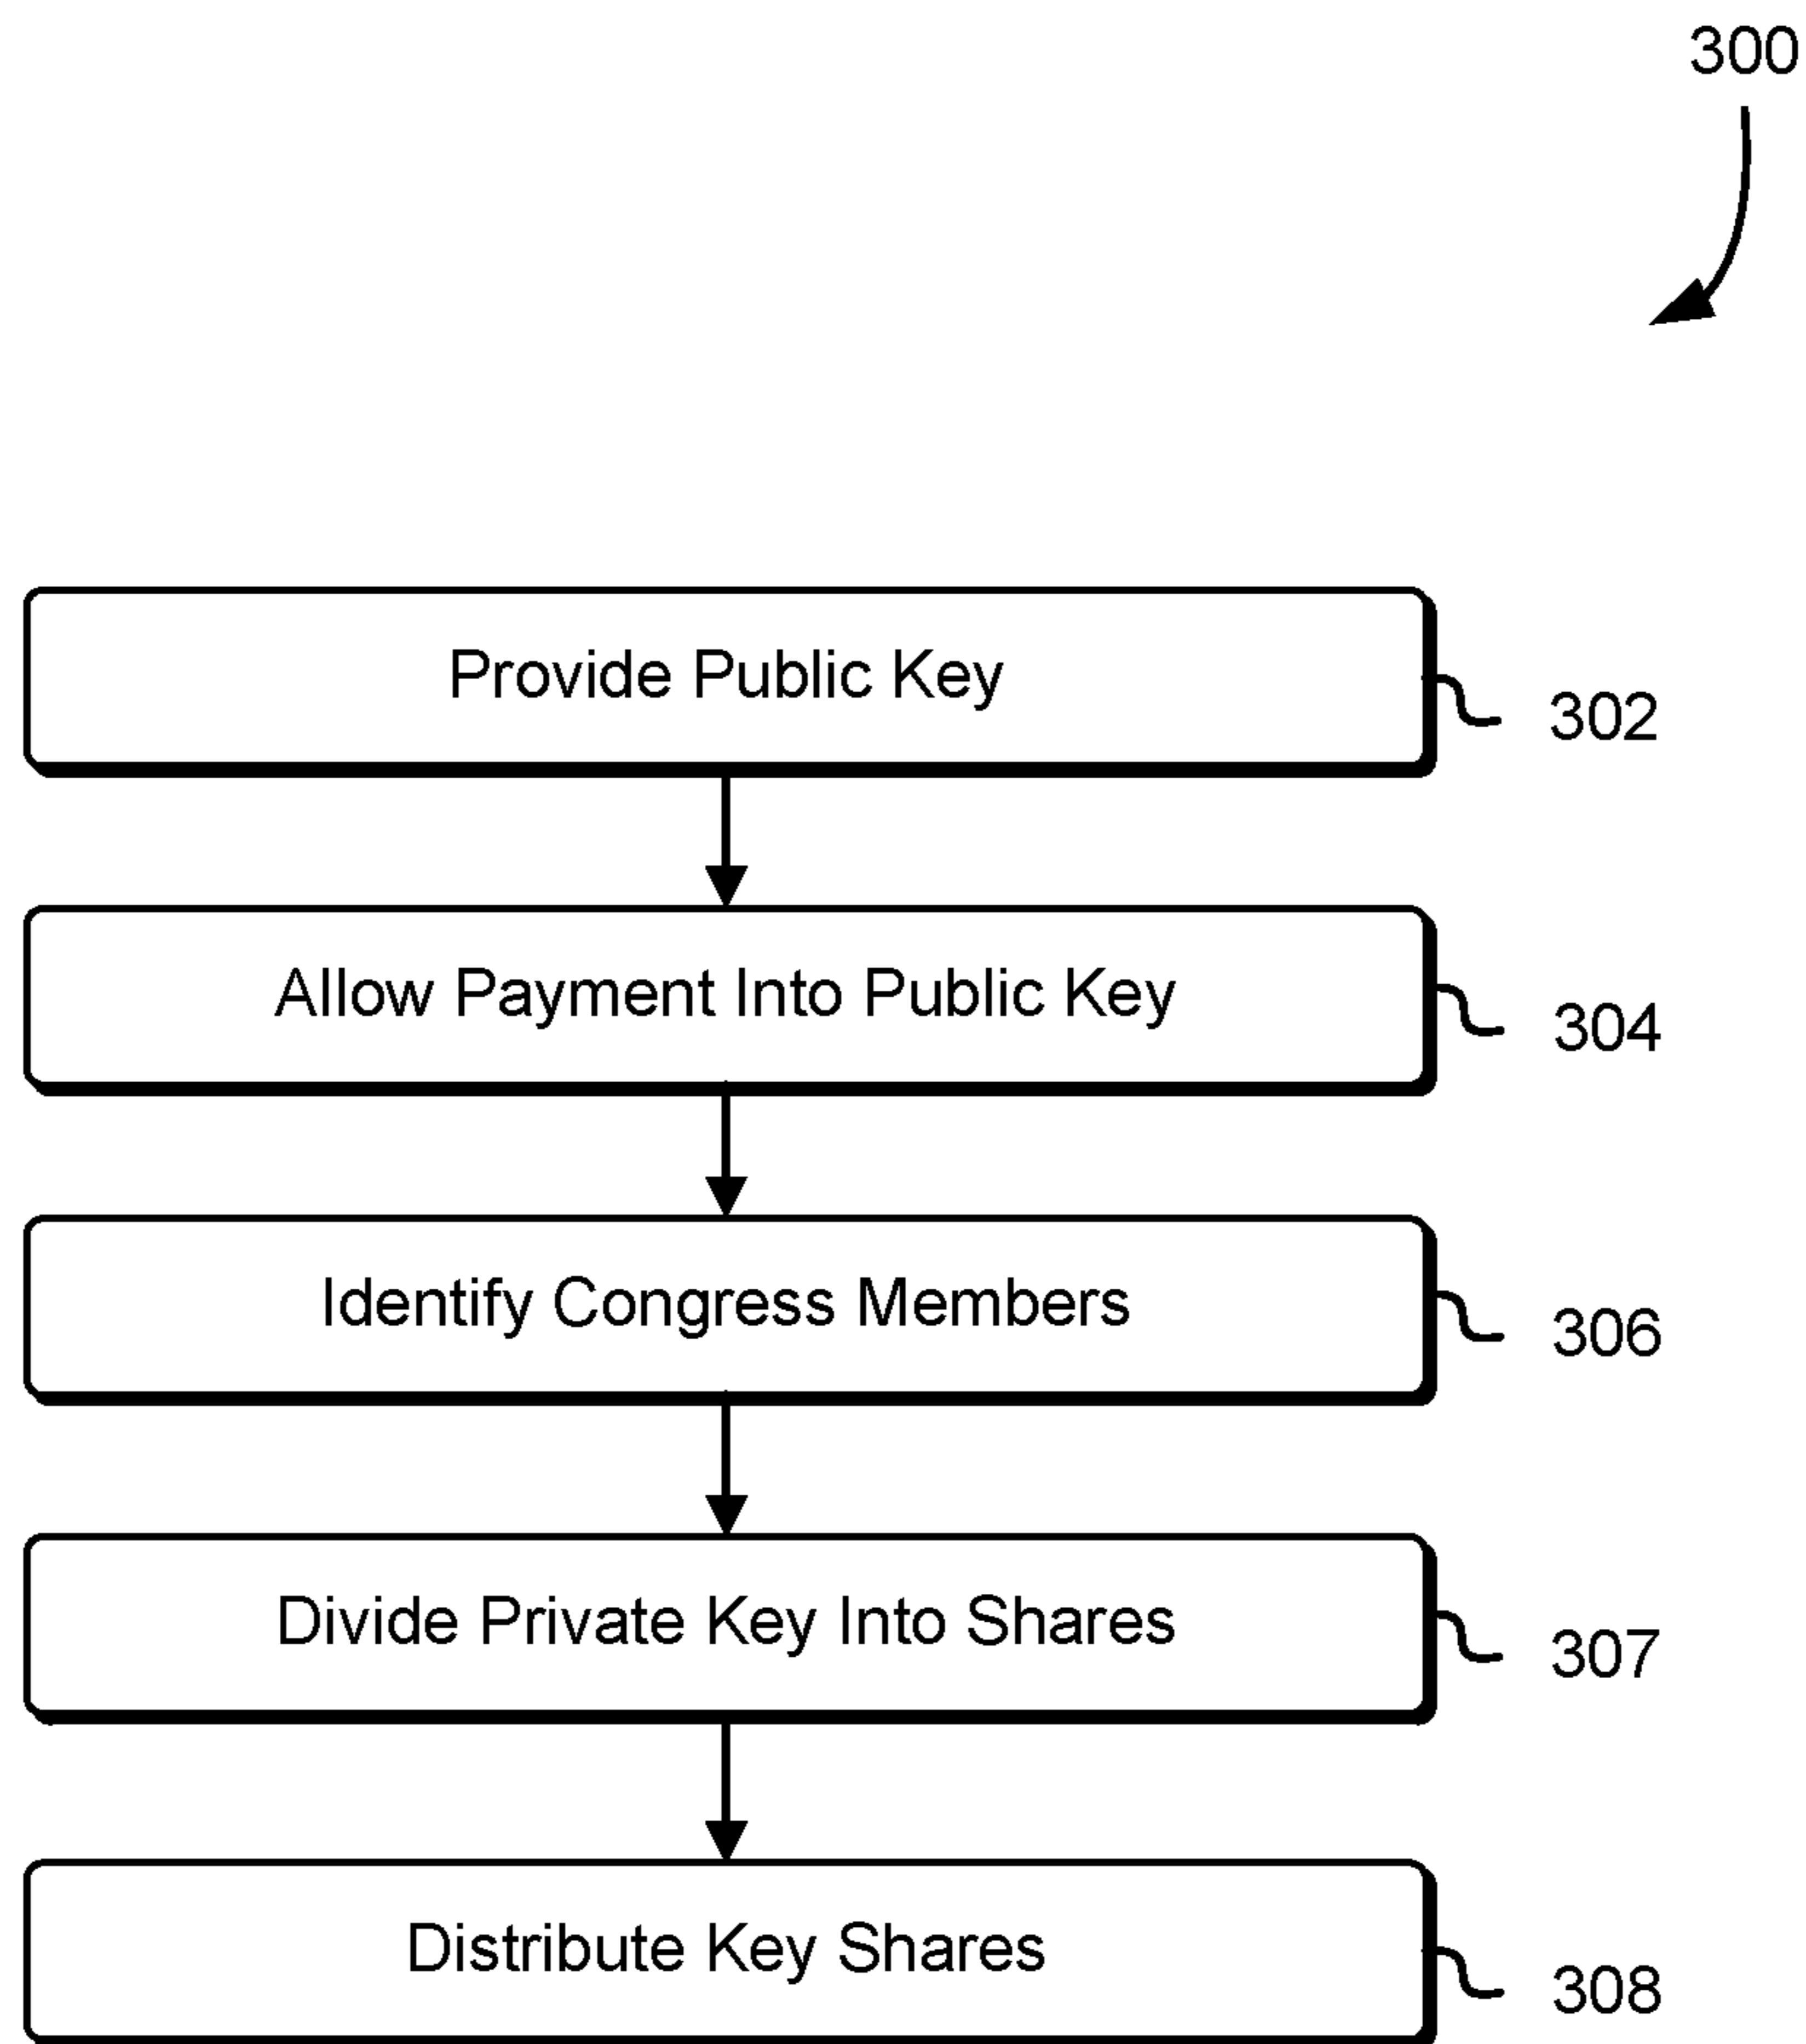 300
Provide Public Key
302
Allow Payment Into Public Key
304
Identify Congress Members
306
Divide Private Key Into Shares
307
Distribute Key Shares
308